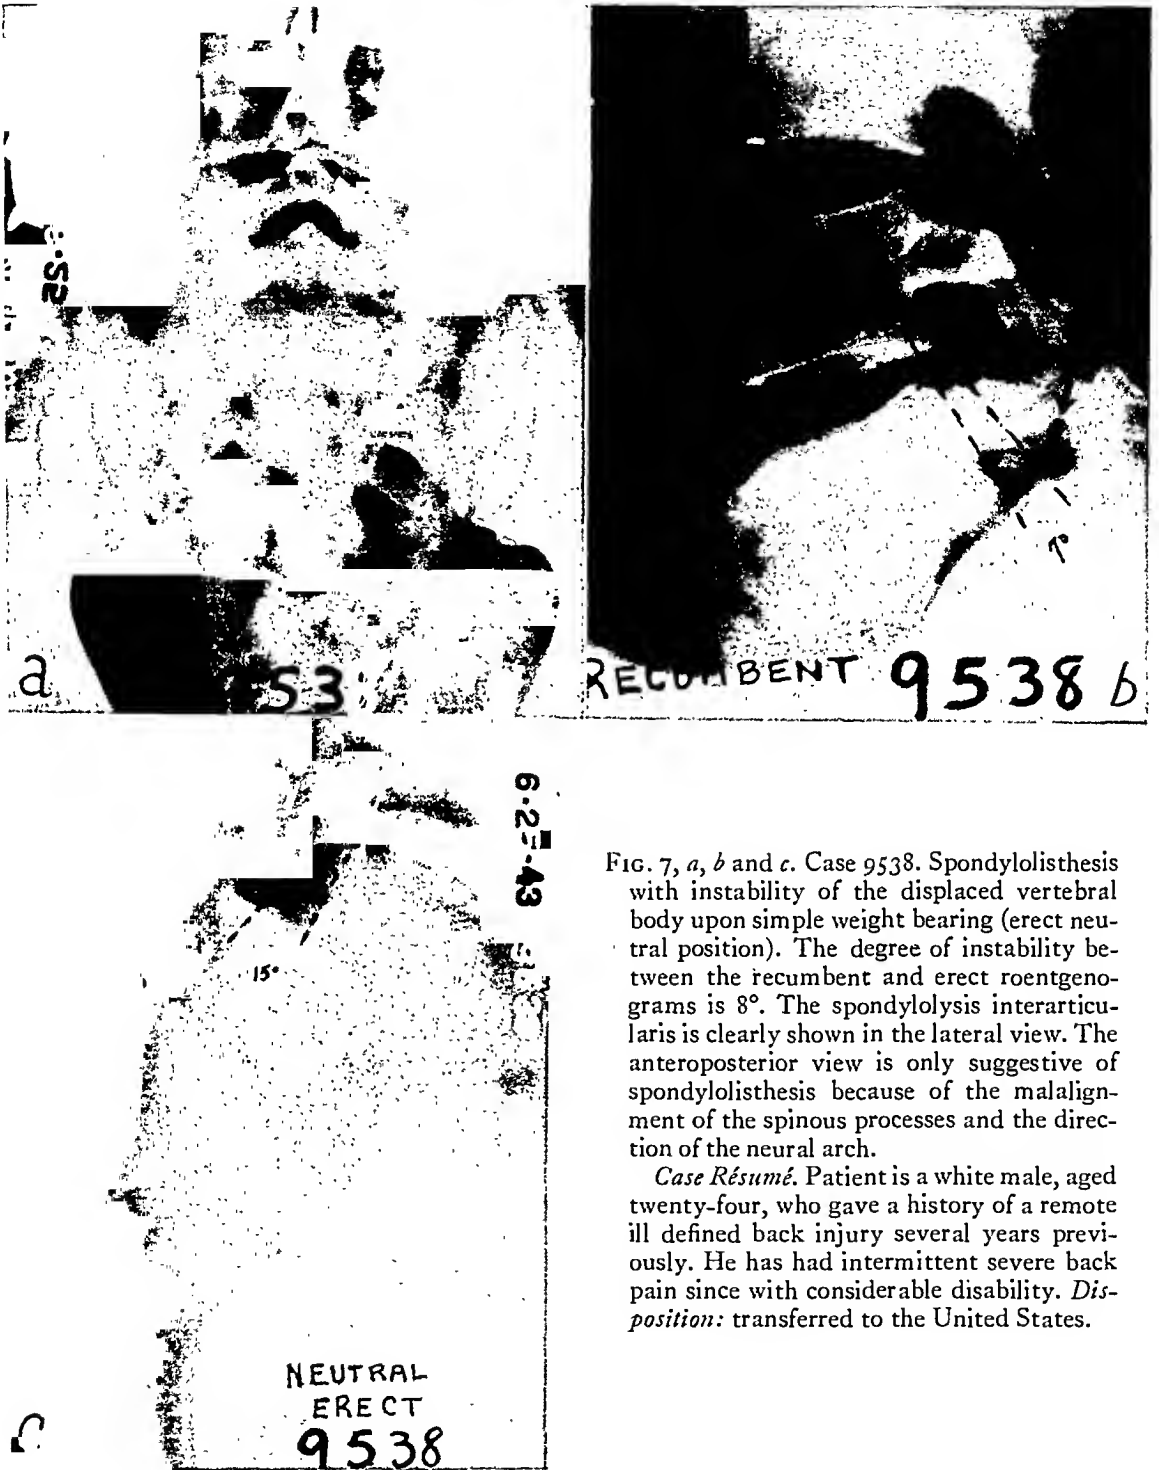 a
RECUMBENT 9538 b
7°
15°
NEUTRAL
ERECT
9538
FIG. 7, a, b and c. Case 9538. Spondylolisthesis
with instability of the displaced vertebral
body upon simple weight bearing (erect neu-
tral position). The degree of instability be-
tween the recumbent and erect roentgeno-
grams is 8°. The spondylolysis interarticu-
laris is clearly shown in the lateral view. The
anteroposterior view is only suggestive of
spondylolisthesis because of the malalign-
ment of the spinous processes and the direc-
tion of the neural arch.
Case Résumé. Patient is a white male, aged
twenty-four, who gave a history of a remote
ill defined back injury several years previ-
ously. He has had intermittent severe back
pain since with considerable disability. Dis-
position: transferred to the United States.